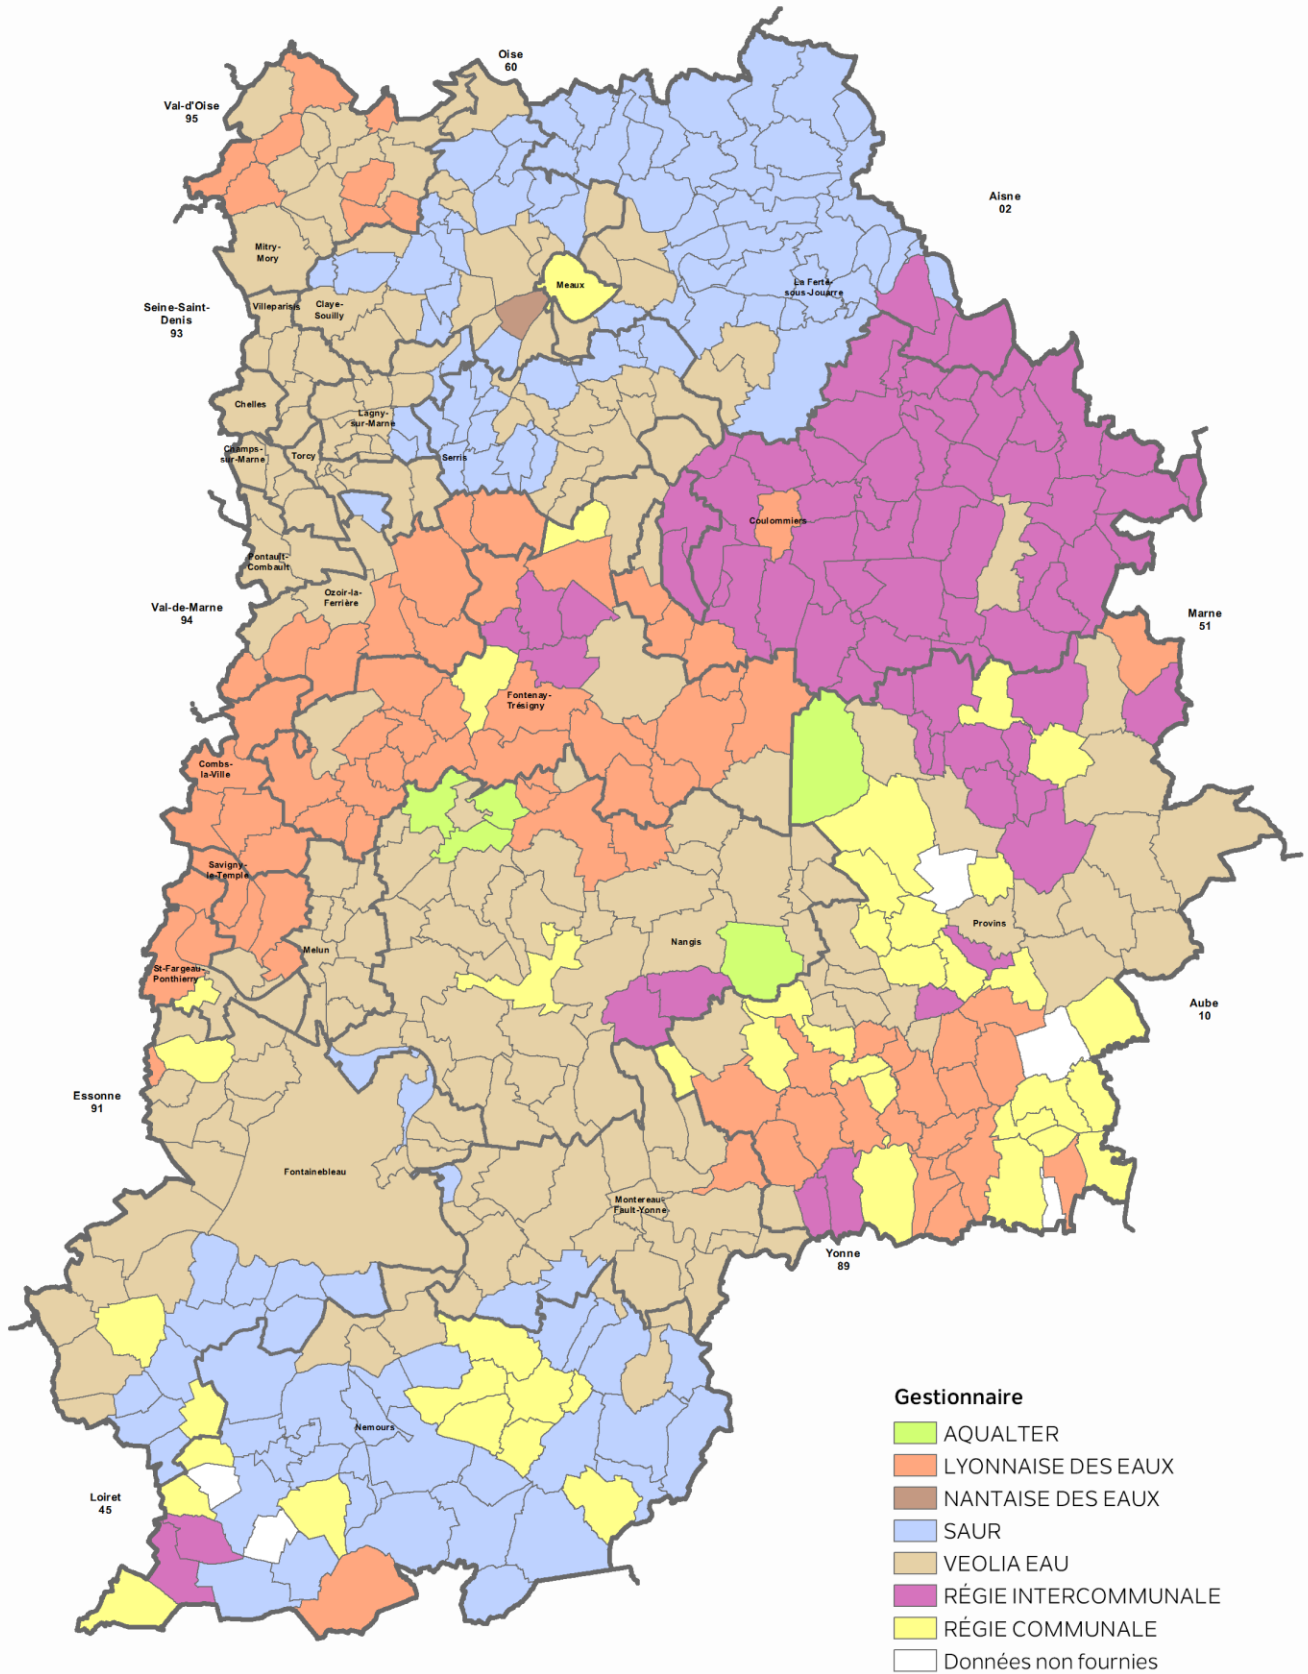 Oise
60
Val-d'Oise
95
Aisne
02
Mitry-
Mory
Meaux
La Ferté-
sous-Jouarre
Seine-Saint-
Denis
93
Villeparisis
Claye-
Souilly
Chelles
Lagny-
sur-Marne
Champs-
sur-Marne
Torcy
Serris
Coulommiers
Pontault-
Combault
Ozoir-la-
Ferrière
Val-de-Marne
94
Marne
51
Fontenay-
Trésigny
Combs-
la-Ville
Savigny-
le-Temple
Provins
Nangis
Melun
St-Fargeau-
Ponthierry
Aube
10
Essonne
91
Fontainebleau
Montereau-
Fault-Yonne
Yonne
89
Nemours
Loiret
45
Gestionnaire
AQUALTER
LYONNAISE DES EAUX
NANTAISE DES EAUX
SAUR
VEOLIA EAU
RÉGIE INTERCOMMUNALE
RÉGIE COMMUNALE
Données non fournies